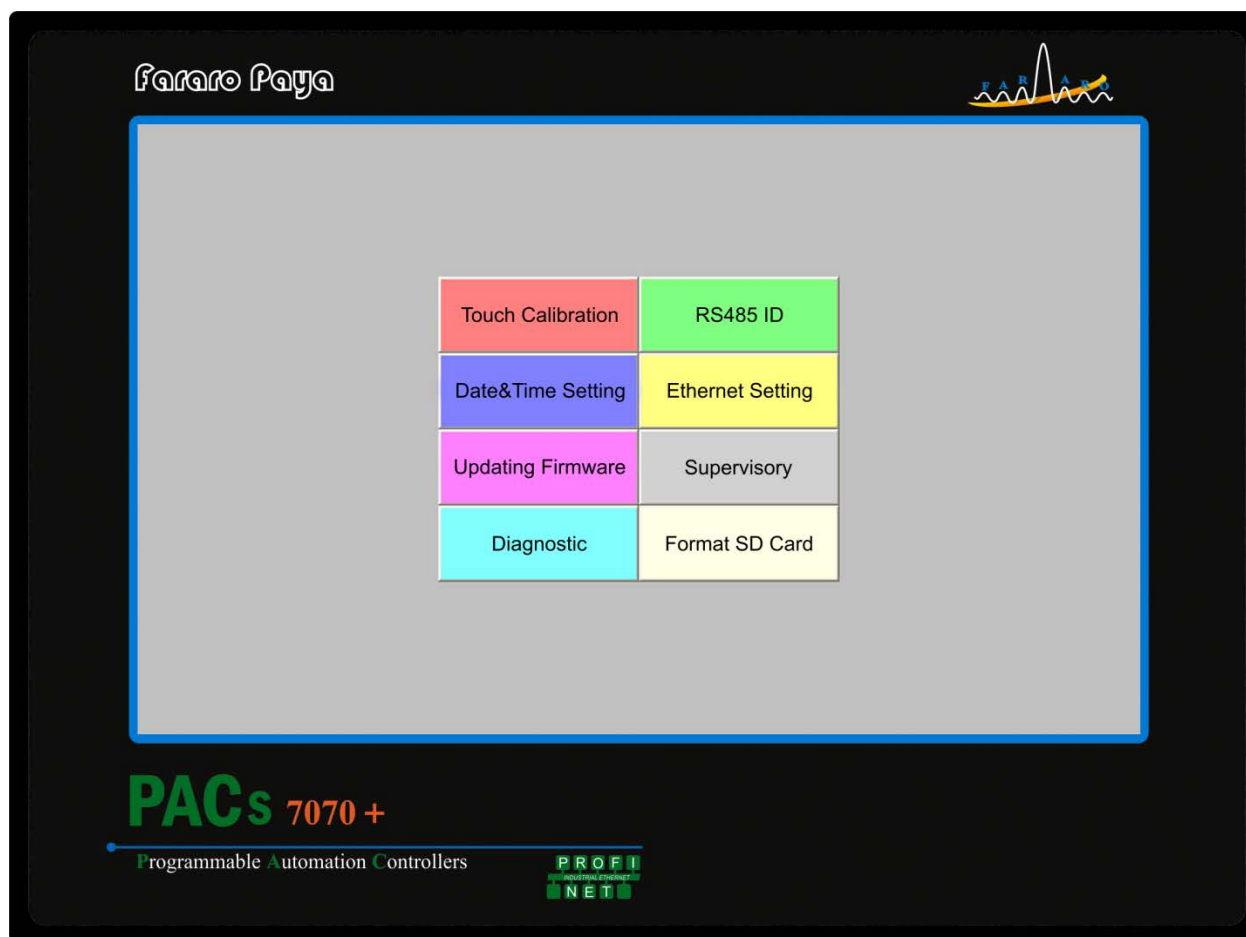 Fararo Paya
FARARO
Touch Calibration
RS485 ID
Date&Time Setting
Ethernet Setting
Updating Firmware
Supervisory
Diagnostic
Format SD Card
PACs 7070 +
Programmable Automation Controllers
PROFI
INDUSTRIAL ETHERNET
NET